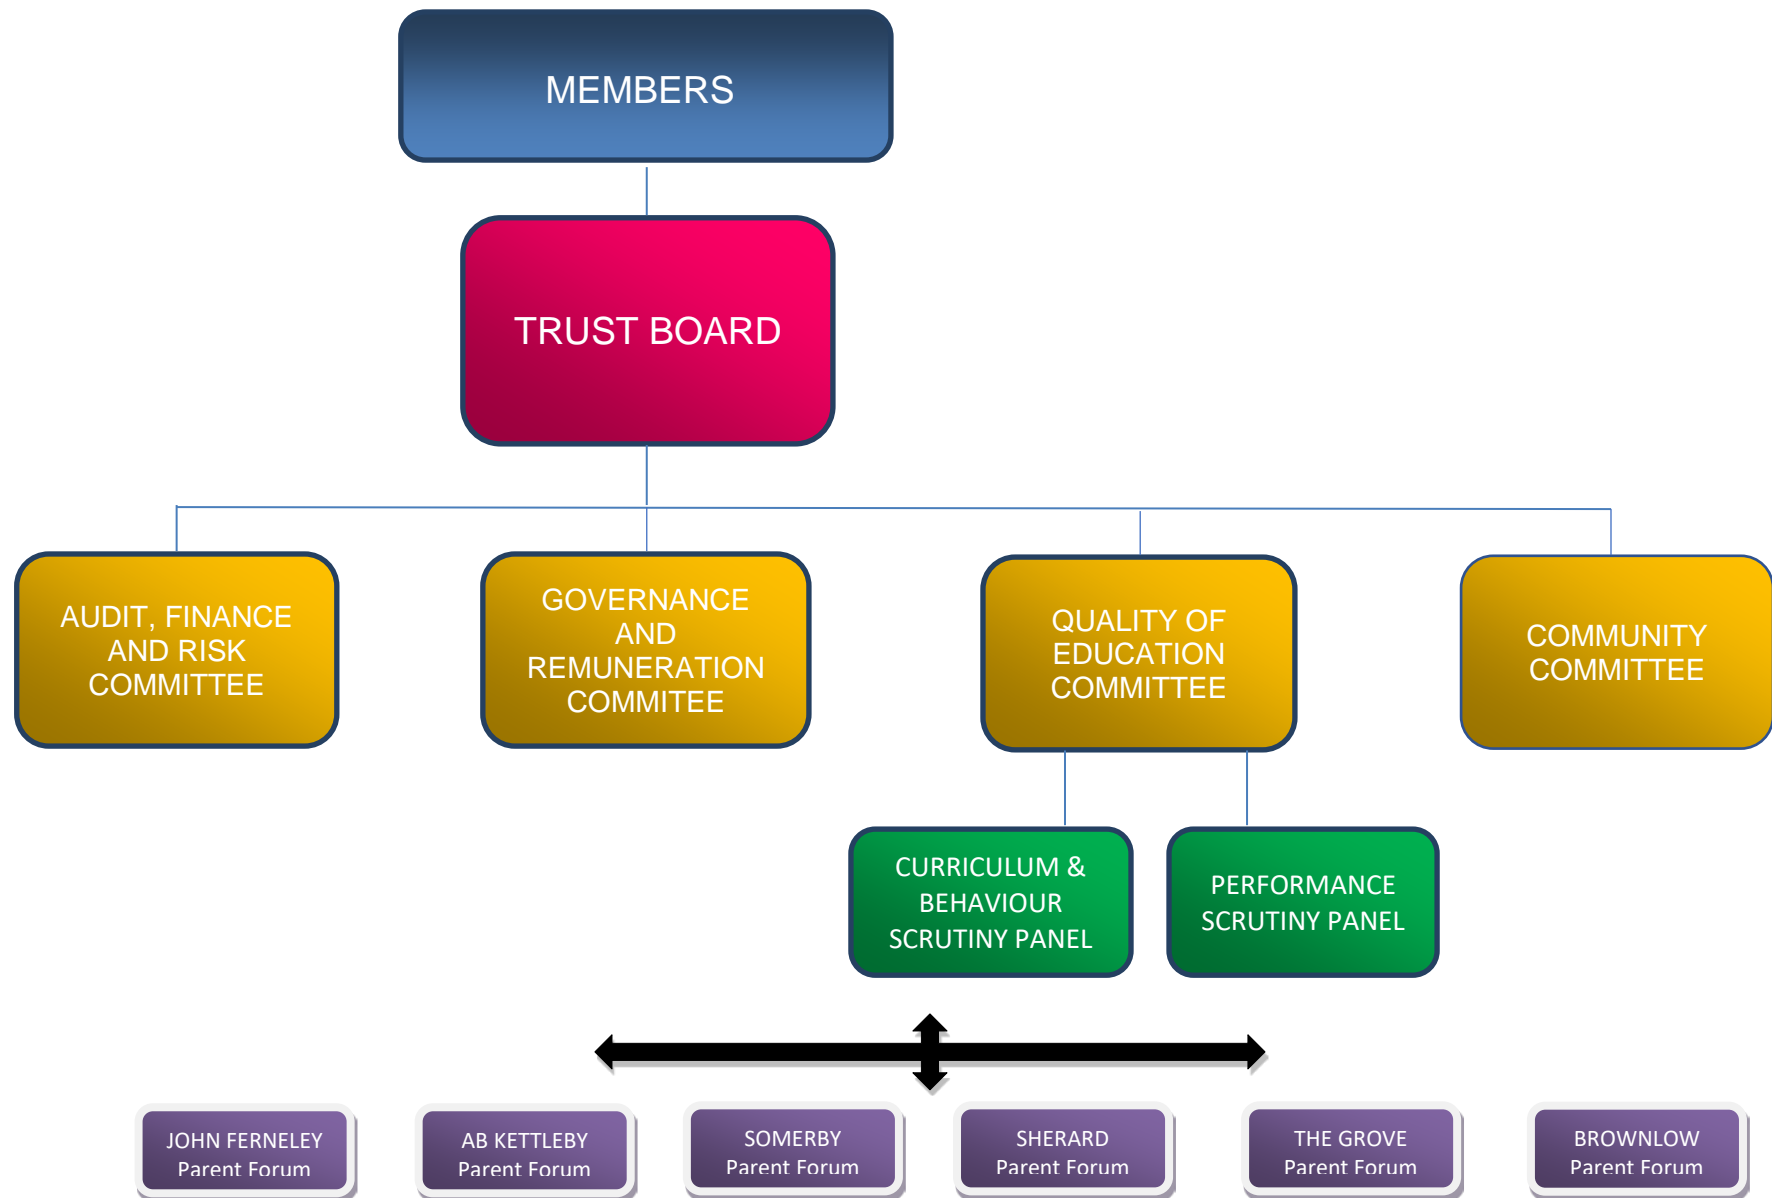 MEMBERS
TRUST BOARD
AUDIT, FINANCE
AND RISK
COMMITTEE
GOVERNANCE
AND
REMUNERATION
COMMITEE
QUALITY OF
EDUCATION
COMMITTEE
COMMUNITY
COMMITTEE
CURRICULUM &
BEHAVIOUR
SCRUTINY PANEL
PERFORMANCE
SCRUTINY PANEL
JOHN FERNELEY
Parent Forum
AB KETTLEBY
Parent Forum
SOMERBY
Parent Forum
SHERARD
Parent Forum
THE GROVE
Parent Forum
BROWNLOW
Parent Forum